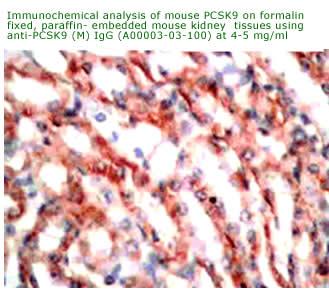 Immunochemical analysis of mouse PCSK9 on formalin
fixed, paraffin- embedded mouse kidney tissues using
anti-PCSK9 (M) IgG (A00003-03-100) at 4-5 mg/ml